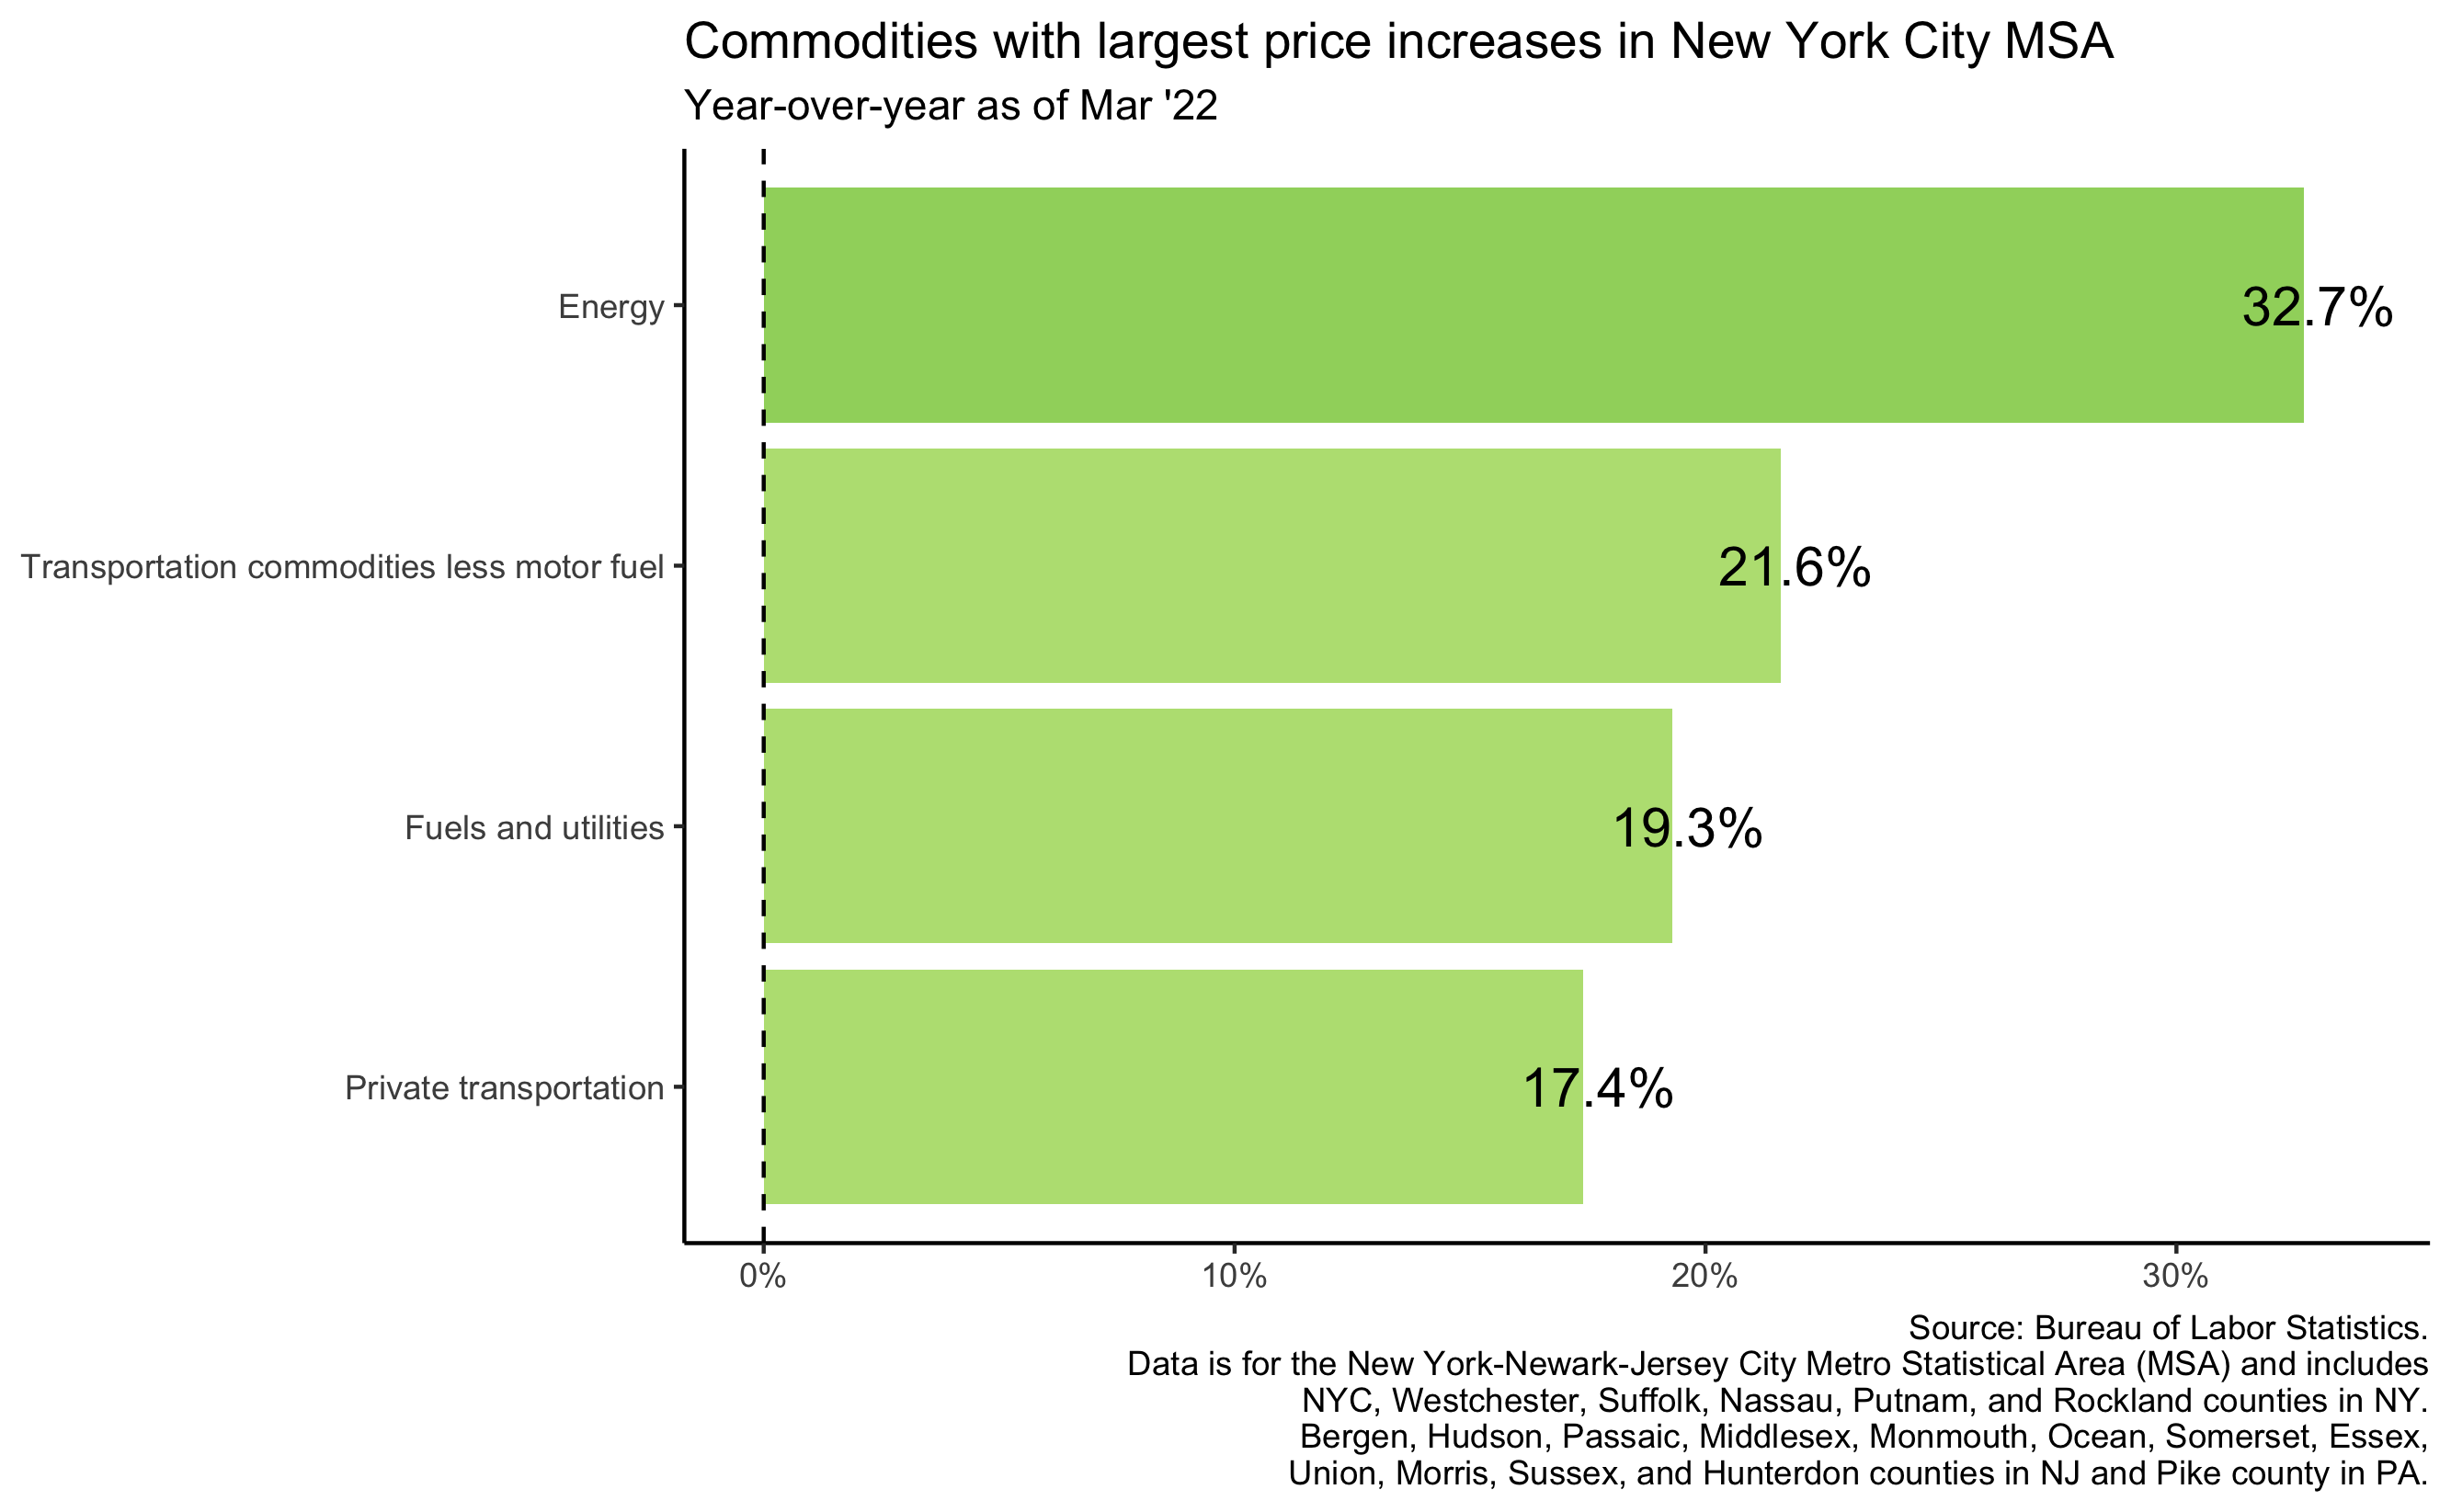 Commodities with largest price increases in New York City MSA
Year-over-year as of Mar '22
Energy
32.7%
Transportation commodities less motor fuel
21.6%
Fuels and utilities
19.3%
Private transportation
17.4%
0%
10%
20%
30%
Source: Bureau of Labor Statistics.
Data is for the New York-Newark-Jersey City Metro Statistical Area (MSA) and includes
NYC, Westchester, Suffolk, Nassau, Putnam, and Rockland counties in NY.
Bergen, Hudson, Passaic, Middlesex, Monmouth, Ocean, Somerset, Essex,
Union, Morris, Sussex, and Hunterdon counties in NJ and Pike county in PA.